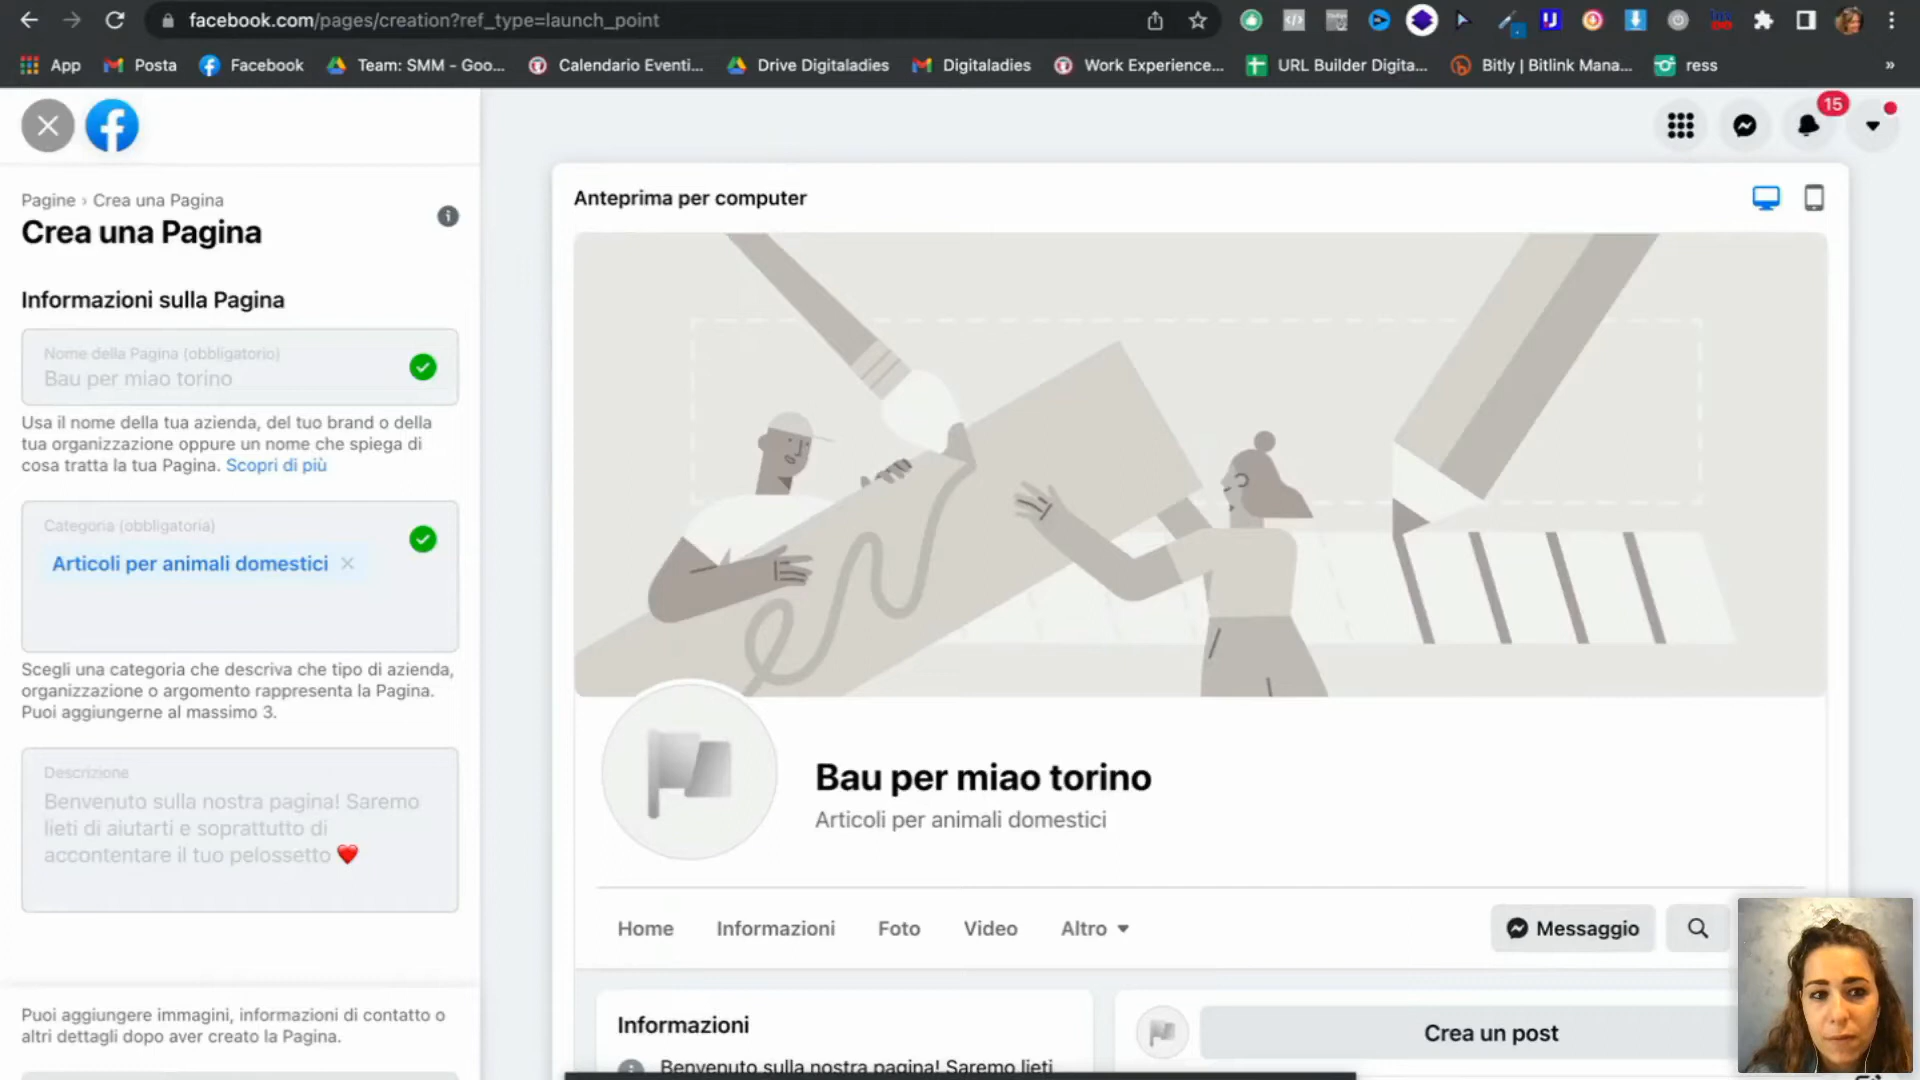 facebook.com/pages/creation?ref_type=launch_point
App
Posta
Facebook
Team: SMM - Goo...
Calendario Eventi...
Drive Digitaladies
Digitaladies
Work Experience...
URL Builder Digita...
Bitly | Bitlink Mana...
ress
»
15
Pagine › Crea una Pagina
Crea una Pagina
Informazioni sulla Pagina
Nome della Pagina (obbligatorio)
Bau per miao torino
Usa il nome della tua azienda, del tuo brand o della
tua organizzazione oppure un nome che spiega di
cosa tratta la tua Pagina. Scopri di più
Categoria (obbligatoria)
Articoli per animali domestici
Scegli una categoria che descriva che tipo di azienda,
organizzazione o argomento rappresenta la Pagina.
Puoi aggiungerne al massimo 3.
Descrizione
Benvenuto sulla nostra pagina! Saremo
lieti di aiutarti e soprattutto di
accontentare il tuo pelossetto ❤️
Puoi aggiungere immagini, informazioni di contatto o
altri dettagli dopo aver creato la Pagina.
Anteprima per computer
Bau per miao torino
Articoli per animali domestici
Home
Informazioni
Foto
Video
Altro
Messaggio
Informazioni
Benvenuto sulla nostra pagina! Saremo lieti
Crea un post